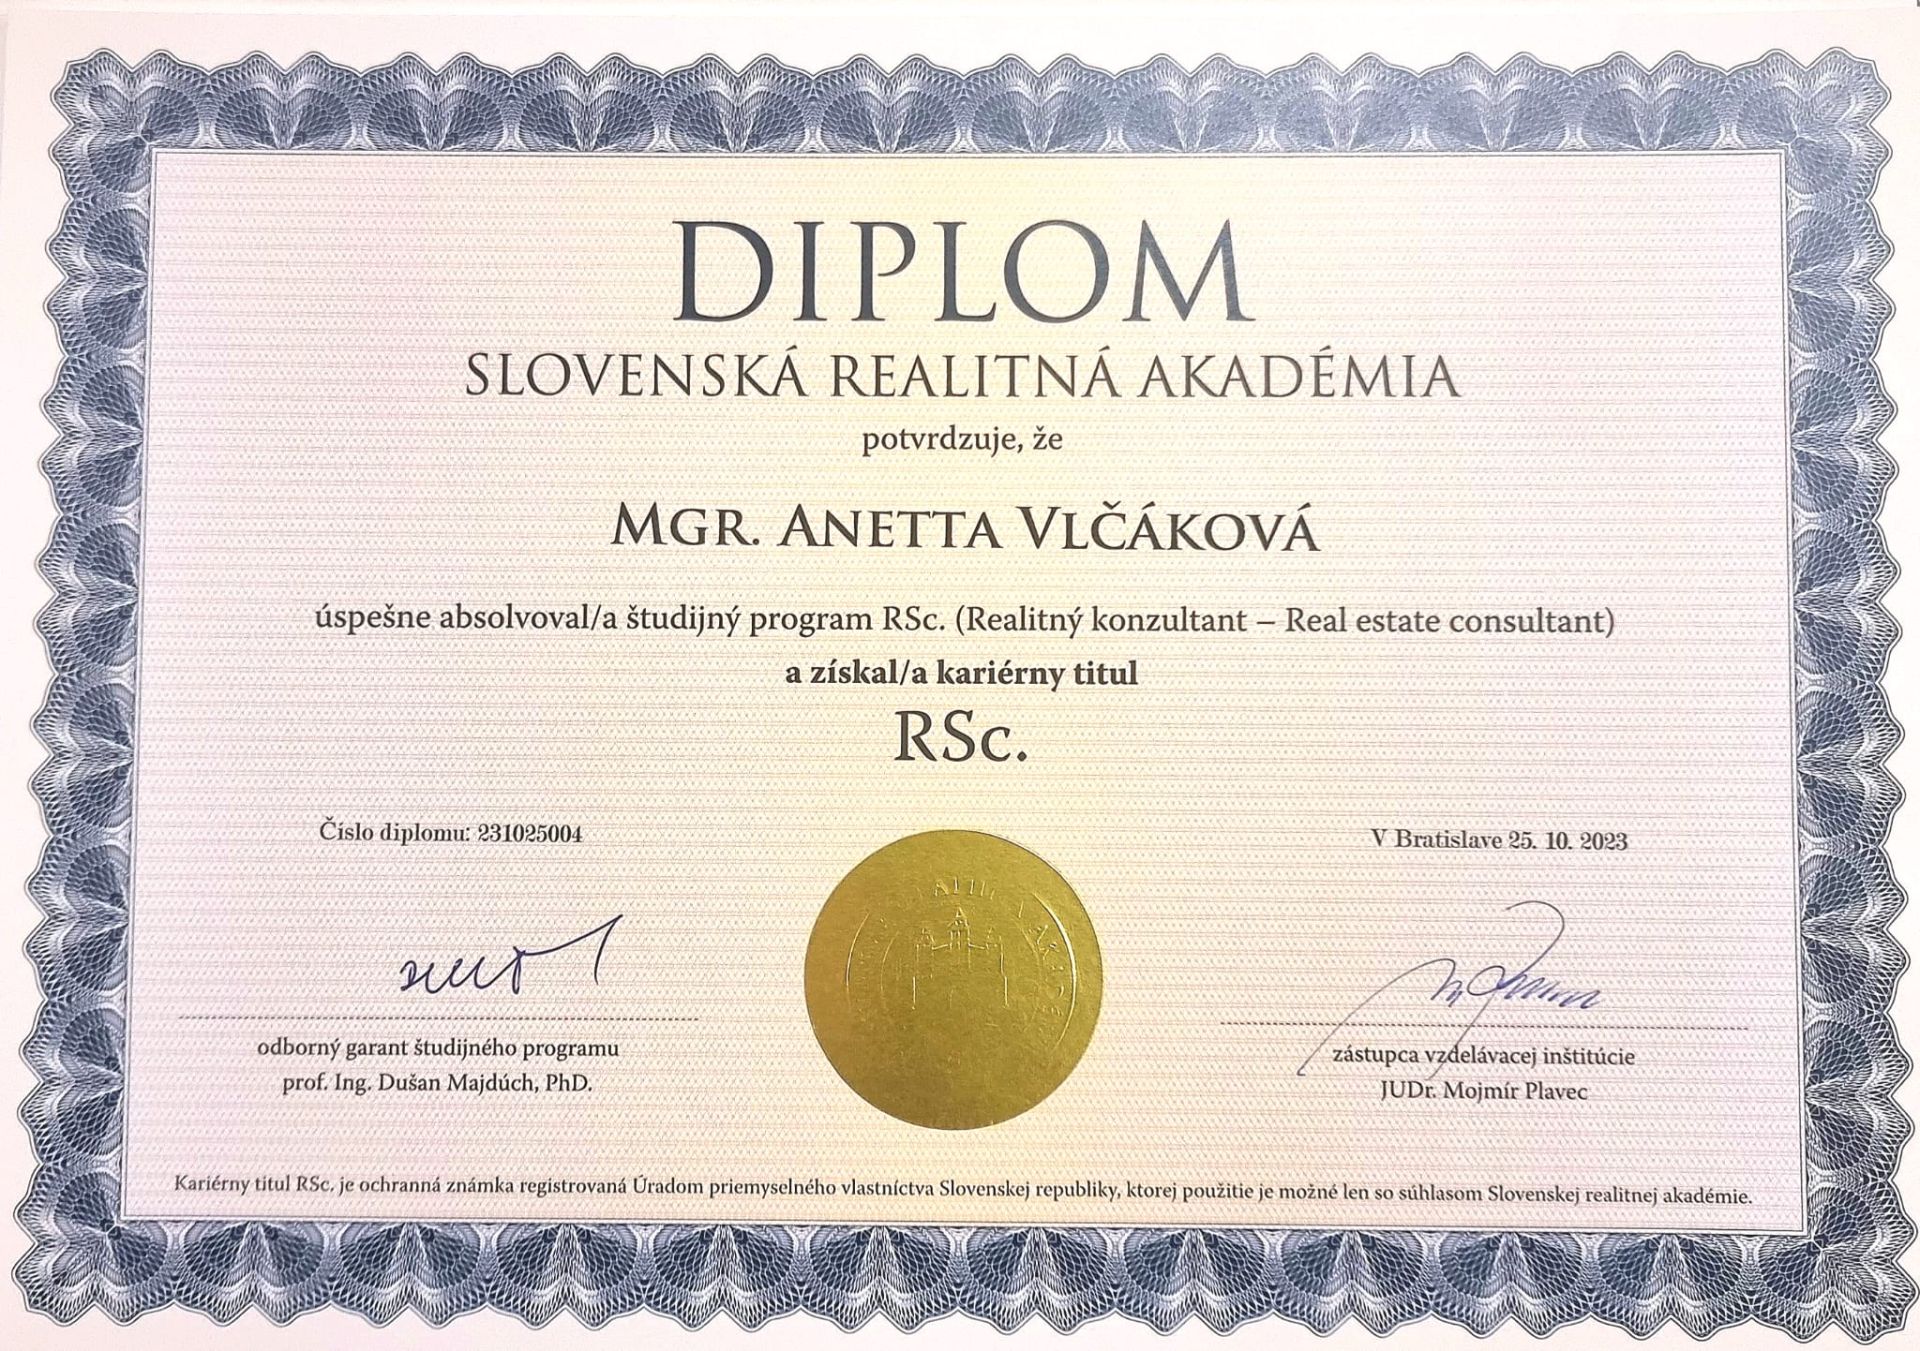 DIPLOM
SLOVENSKÁ REALITNÁ AKADÉMIA
potvrdzuje, že
MGR. ANETTA VLČÁKOVÁ
úspešne absolvoval/a študijný program RSc. (Realitný konzultant – Real estate consultant)
a získal/a kariérny titul
RSc.
Číslo diplomu: 231025004
V Bratislave 25. 10. 2023
odborný garant študijného programu
prof. Ing. Dušan Majdúch, PhD.
zástupca vzdelávacej inštitúcie
JUDr. Mojmír Plavec
Kariérny titul RSc. je ochranná známka registrovaná Úradom priemyselného vlastníctva Slovenskej republiky, ktorej použitie je možné len so súhlasom Slovenskej realitnej akadémie.